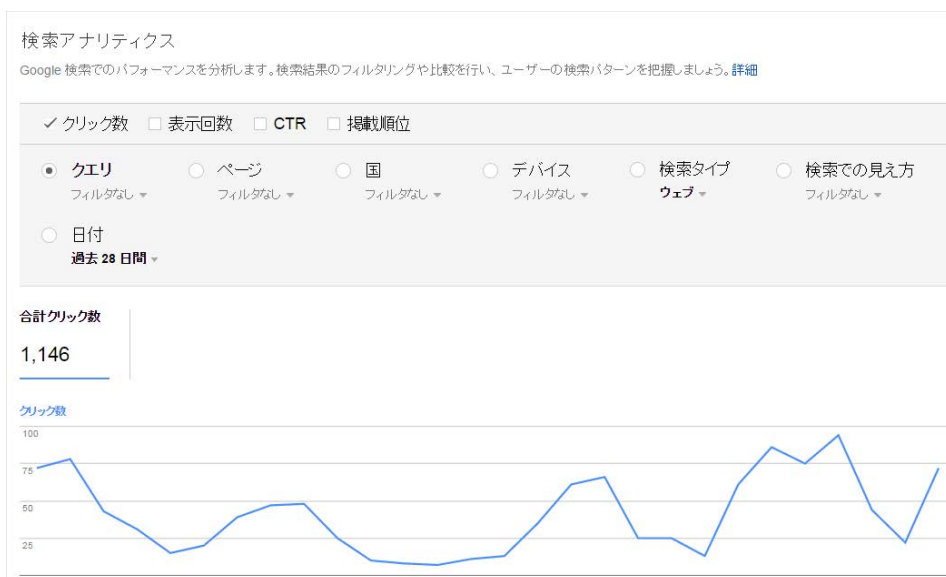 検索アナリティクス
Google 検索でのパフォーマンスを分析します。検索結果のフィルタリングや比較を行い、ユーザーの検索パターンを把握しましょう。詳細
クリック数 表示回数 CTR 掲載順位
クエリ ページ 国 デバイス 検索タイプ 検索での見え方
フィルタなし フィルタなし フィルタなし フィルタなし ウェブ フィルタなし
日付
過去 28 日間
合計クリック数
1,146
クリック数
100
75
50
25